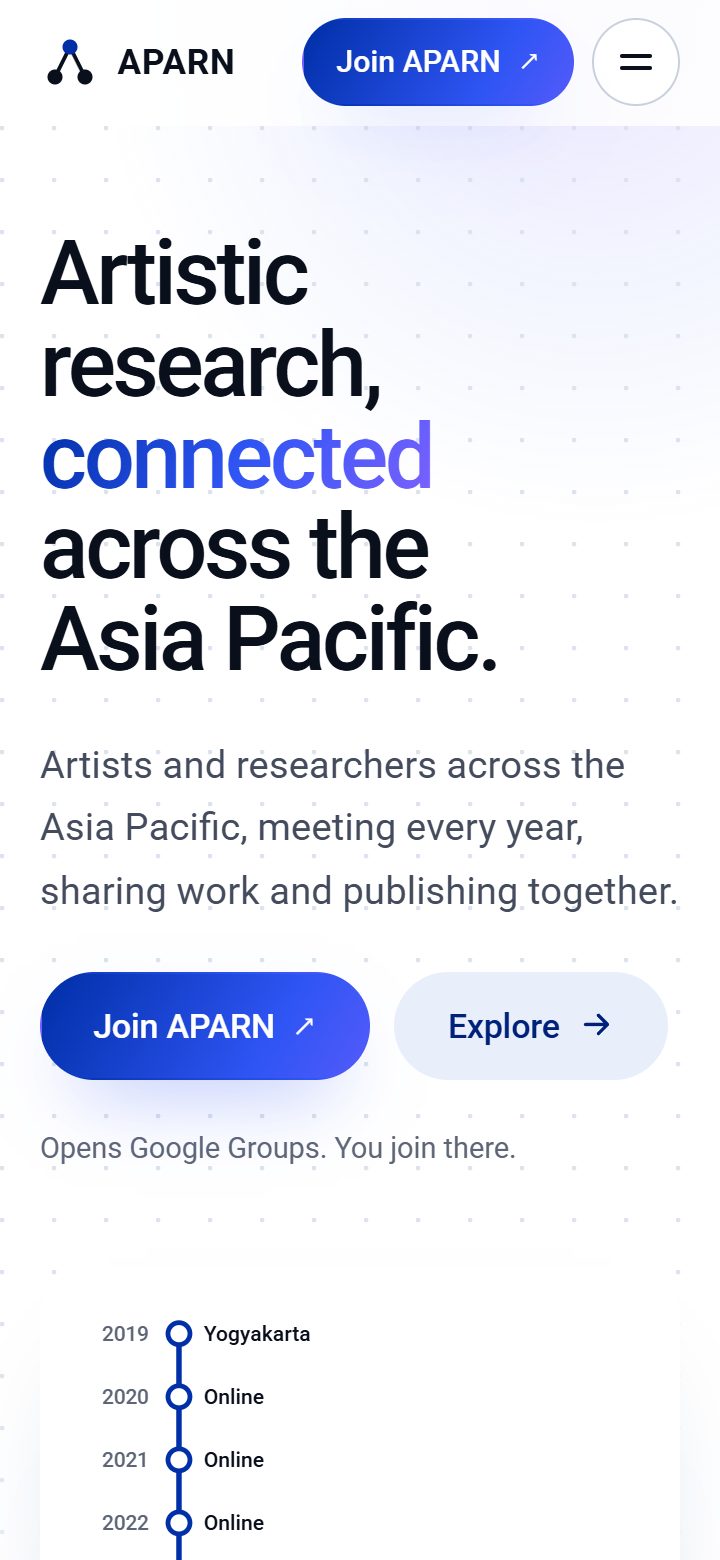 APARN
Join APARN ↗
Artistic
research,
connected
across the
Asia Pacific.
Artists and researchers across the
Asia Pacific, meeting every year,
sharing work and publishing together.
Join APARN ↗
Explore →
Opens Google Groups. You join there.
2019 Yogyakarta
2020 Online
2021 Online
2022 Online